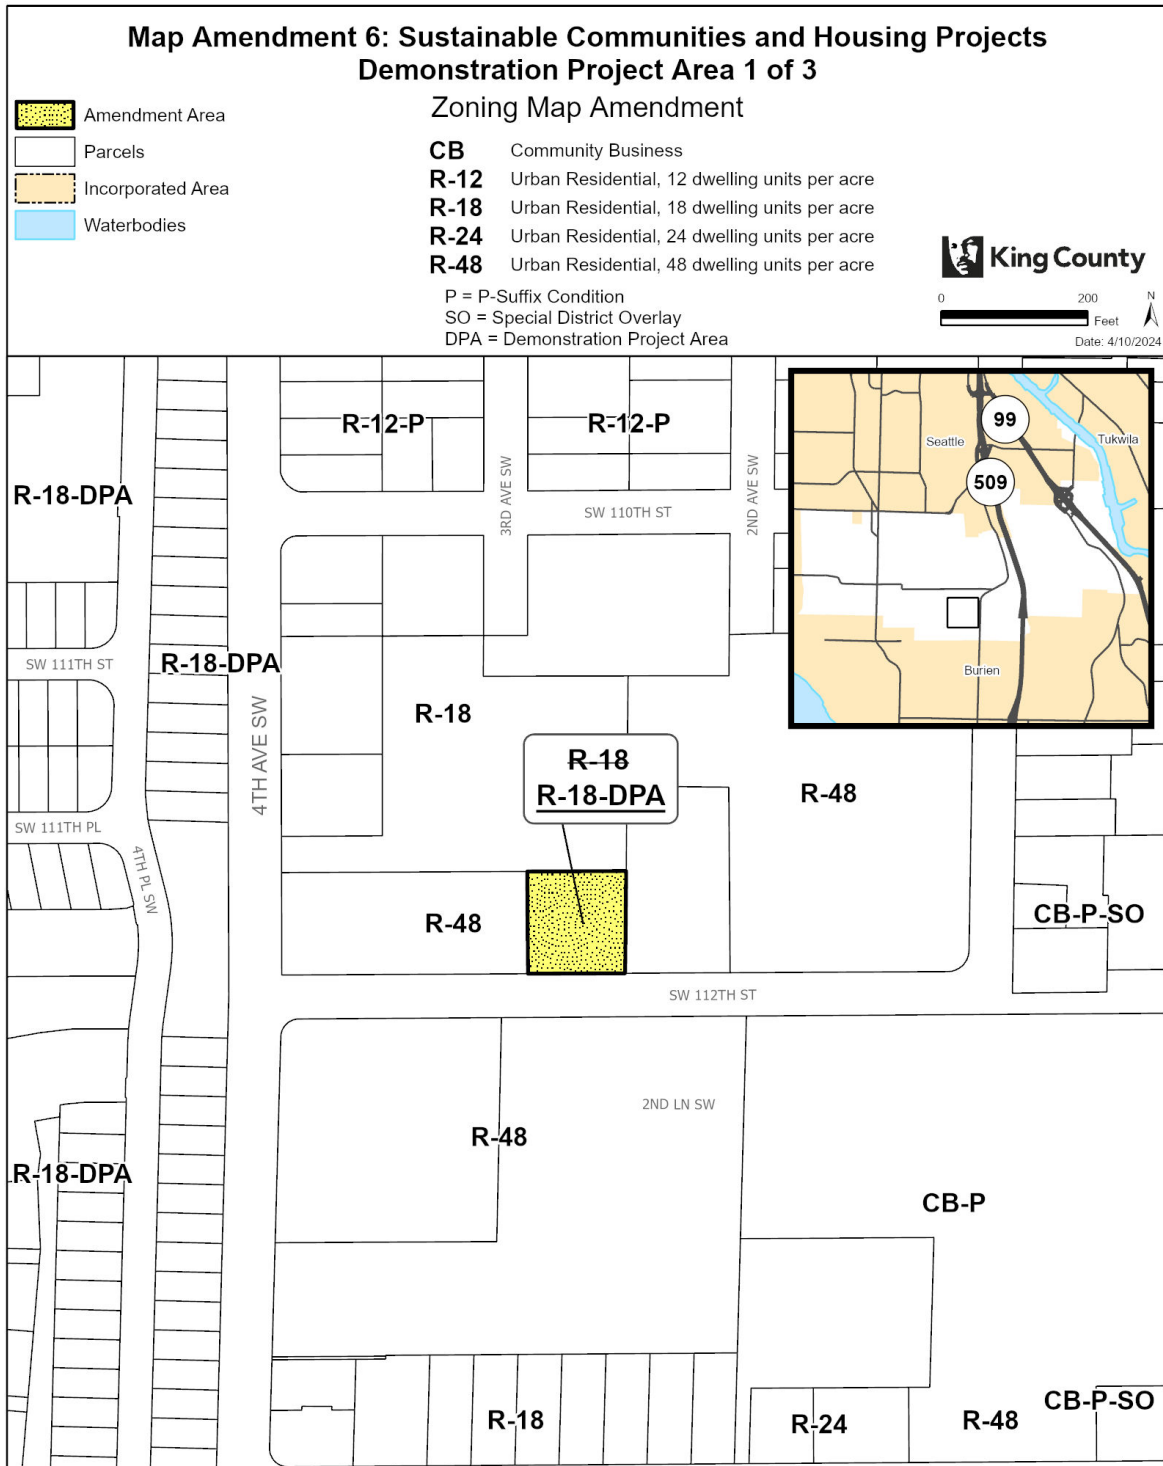 Map Amendment 6: Sustainable Communities and Housing Projects
Demonstration Project Area 1 of 3
Zoning Map Amendment
Amendment Area
Parcels
Incorporated Area
Waterbodies
CB Community Business
R-12 Urban Residential, 12 dwelling units per acre
R-18 Urban Residential, 18 dwelling units per acre
R-24 Urban Residential, 24 dwelling units per acre
R-48 Urban Residential, 48 dwelling units per acre
P = P-Suffix Condition
SO = Special District Overlay
DPA = Demonstration Project Area
King County
0 200
Feet
N
Date: 4/10/2024
R-12-P
R-12-P
R-18-DPA
3RD AVE SW
SW 110TH ST
2ND AVE SW
99
Seattle
Tukwila
509
Burien
SW 111TH ST
R-18-DPA
4TH AVE SW
R-18
R-18
R-18-DPA
R-48
SW 111TH PL
4TH PL SW
R-48
CB-P-SO
SW 112TH ST
2ND LN SW
R-48
R-18-DPA
CB-P
R-18
R-24
R-48
CB-P-SO